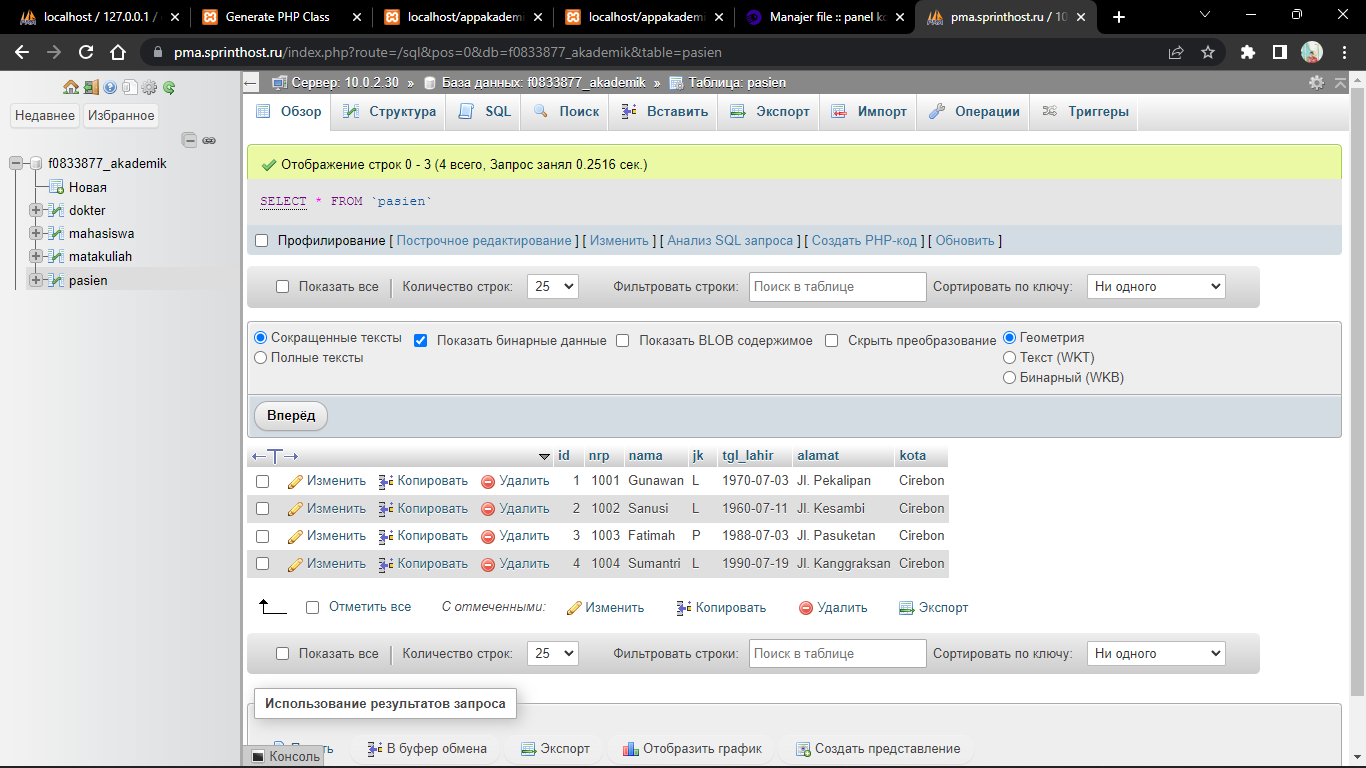 localhost / 127.0.0.1 /
Generate PHP Class
localhost/appakadem
localhost/appakadem
Manajer file :: panel ko
pma.sprinthost.ru / 10
pma.sprinthost.ru/index.php?route=/sql&pos=0&db=f0833877_akademik&table=pasien
Недавнее Избранное
f0833877_akademik
Новая
dokter
mahasiswa
matakuliah
pasien
Сервер: 10.0.2.30 » База данных: f0833877_akademik » Таблица: pasien
Обзор Структура SQL Поиск Вставить Экспорт Импорт Операции Триггеры
Отображение строк 0 - 3 (4 всего, Запрос занял 0.2516 сек.)
SELECT * FROM `pasien`
Профилирование [ Построчное редактирование ] [ Изменить ] [ Анализ SQL запроса ] [ Создать PHP-код ] [ Обновить ]
Показать все Количество строк: 25 Фильтровать строки: Поиск в таблице Сортировать по ключу: Ни одного
Сокращенные тексты Показать бинарные данные Показать BLOB содержимое Скрыть преобразование Геометрия
Полные тексты Текст (WKT)
Бинарный (WKB)
Вперёд
←T→ id nrp nama jk tgl_lahir alamat kota
Изменить Копировать Удалить 1 1001 Gunawan L 1970-07-03 Jl. Pekalipan Cirebon
Изменить Копировать Удалить 2 1002 Sanusi L 1960-07-11 Jl. Kesambi Cirebon
Изменить Копировать Удалить 3 1003 Fatimah P 1988-07-03 Jl. Pasuketan Cirebon
Изменить Копировать Удалить 4 1004 Sumantri L 1990-07-19 Jl. Kanggraksan Cirebon
Отметить все С отмеченными: Изменить Копировать Удалить Экспорт
Показать все Количество строк: 25 Фильтровать строки: Поиск в таблице Сортировать по ключу: Ни одного
Использование результатов запроса
В буфер обмена Экспорт Отобразить график Создать представление
Консоль